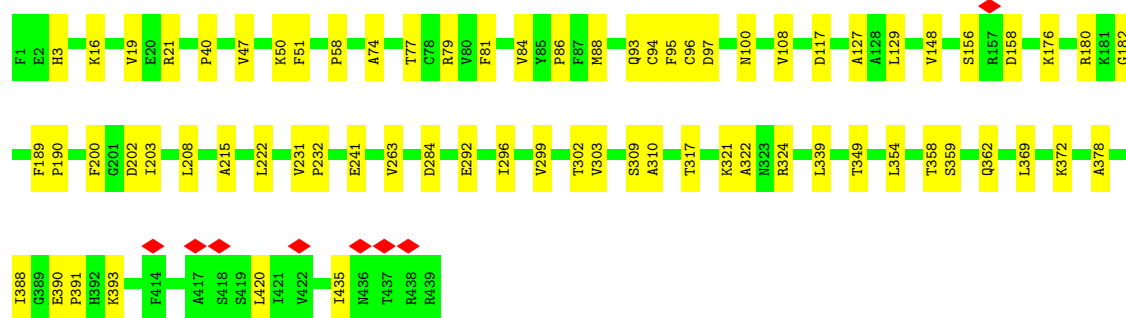 F1 E2 H3 K16 V19 E20 R21 P40 V47 K50 F51 P58 A74 T77 C78 R79 V80 F81 V84 Y85 P86 F87 M88 Q93 C94 F95 C96 D97 N100 V108 D117 A127 A128 L129 V148 S156 R157 D158 K176 R180 K181 G182
F189 P190 F200 G201 D202 I203 L208 A215 L222 V231 P232 E241 V263 D284 E292 I296 V299 T302 V303 S309 A310 T317 K321 A322 N323 R324 L339 T349 L354 T358 S359 Q362 L369 K372 A378
I388 G389 E390 P391 H392 K393 F414 A417 S418 S419 L420 I421 V422 I435 N436 T437 R438 R439